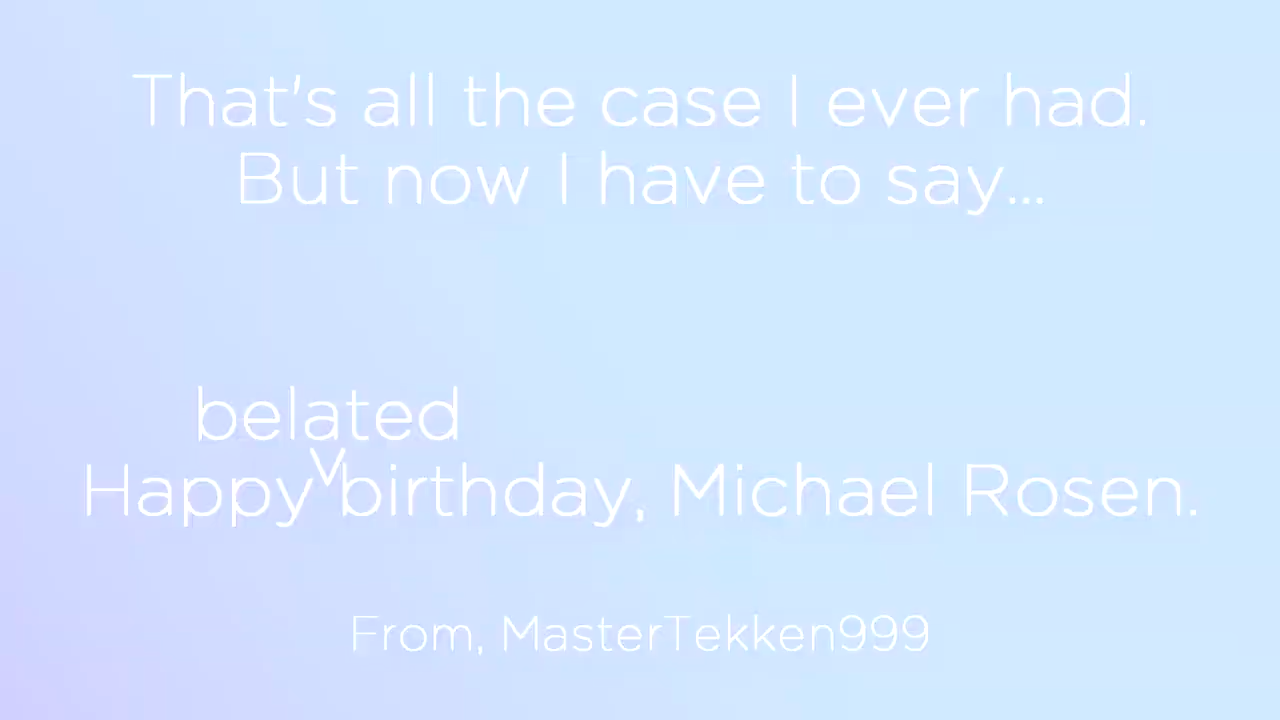 That's all the case I ever had.
But now I have to say...
belated
Happy ˅ birthday, Michael Rosen.
From, MasterTekken999